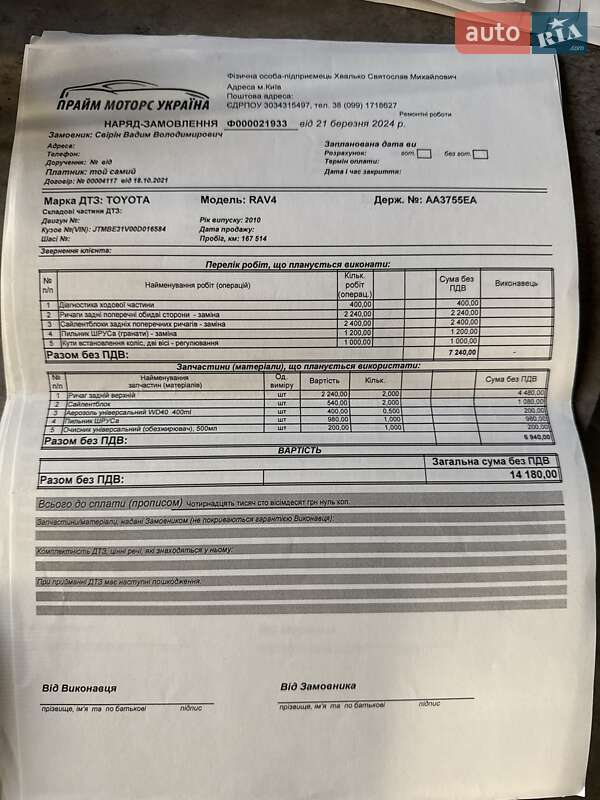 auto RIA .com
Фізична особа-підприємець Хвалько Святослав Михайлович
Адреса м.Київ
Поштова адреса:
ЄДРПОУ 3034315497, тел. 38 (099) 1718627
ПРАЙМ МОТОРС УКРАЇНА
Ремонтні роботи
НАРЯД-ЗАМОВЛЕННЯ Ф000021933 від 21 березня 2024 р.
Замовник: Свірін Вадим Володимирович
Адреса:
Телефон:
Доручення: № від
Платник: той самий
Договір: № 00004117 від 18.10.2021
Запланована дата ви
Розрахунок: гот. без гот.
Термін оплати:
Дата і час закриття:
Марка ДТЗ: TOYOTA Модель: RAV4 Держ. №: AA3755EA
Складові частини ДТЗ:
Двигун №: Рік випуску: 2010
Кузов №(VIN): JTMBE31V00D016584 Дата продажу:
Шасі №: Пробіг, км: 167 514
Звернення клієнта:
Перелік робіт, що планується виконати:
№ п/п Найменування робіт (операцій) Кільк. робіт (операц.) Сума без ПДВ Виконавець
1 Діагностика ходової частини 400,00 400,00
2 Ричаги задні поперечні обидві сторони - заміна 2 240,00 2 240,00
3 Сайлентблоки задніх поперечних ричагів - заміна 2 400,00 2 400,00
4 Пильник ШРУСа (гранати) - заміна 1 200,00 1 200,00
5 Кути встановлення коліс, дві вісі - регулювання 1 000,00 1 000,00
Разом без ПДВ: 7 240,00 -
Запчастини (матеріали), що планується використати:
№ п/п Найменування запчастин (матеріалів) Од. виміру Вартість Кільк. Сума без ПДВ
1 Ричаг задній верхній шт 2 240,00 2,000 4 480,00
2 Сайлентблок шт 540,00 2,000 1 080,00
3 Аерозоль універсальний WD40 400ml шт 400,00 0,500 200,00
4 Пильник ШРУСа шт 980,00 1,000 980,00
5 Очисник універсальний (обезжирювач), 500мл шт 200,00 1,000 200,00
Разом без ПДВ: 6 940,00
ВАРТІСТЬ
Загальна сума без ПДВ
Разом без ПДВ: 14 180,00
Всього до сплати (прописом) Чотирнадцять тисяч сто вісімдесят грн нуль коп.
Запчастини/матеріали, надані Замовником (не покриваються гарантією Виконавця):
Комплектність ДТЗ, цінні речі, які знаходяться у ньому:
При прийманні ДТЗ має наступні пошкодження:
Від Виконавця Від Замовника
прізвище, ім'я та по батькові підпис прізвище, ім'я та по батькові підпис